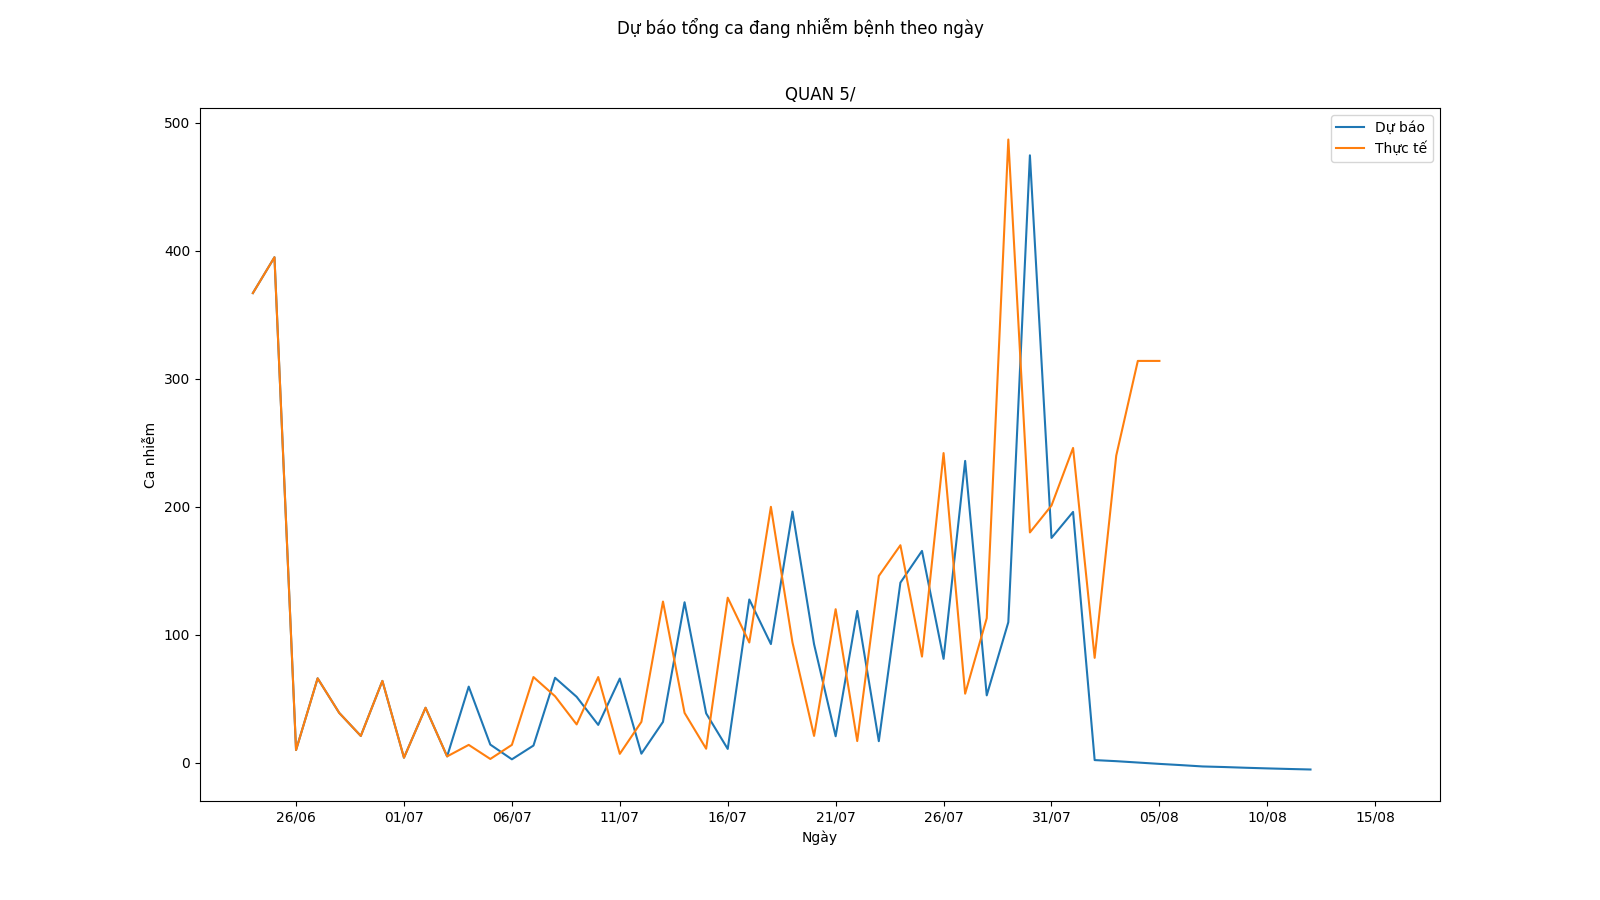 Dự báo tổng ca đang nhiễm bệnh theo ngày
QUAN 5/
Dự báo
Thực tế
500
400
300
200
100
0
Ca nhiễm
26/06 01/07 06/07 11/07 16/07 21/07 26/07 31/07 05/08 10/08 15/08
Ngày